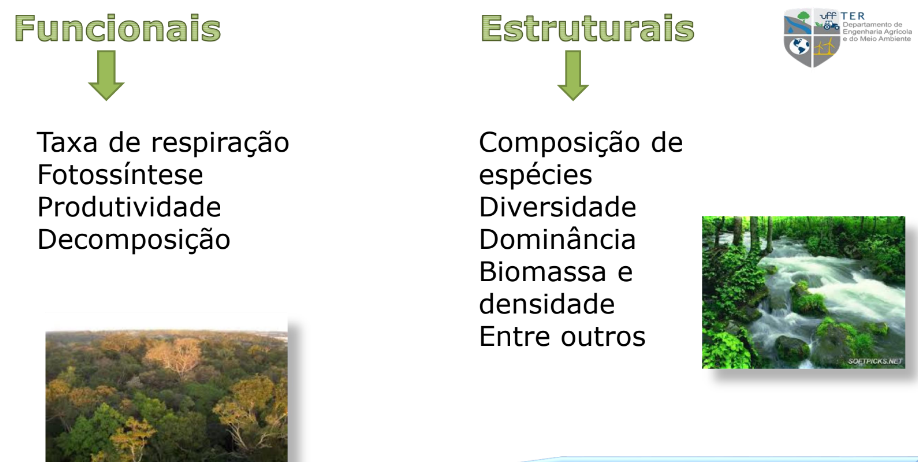 Funcionais
Estruturais
uff TER
Departamento de
Engenharia Agrícola
e do Meio Ambiente
Taxa de respiração
Fotossíntese
Produtividade
Decomposição
Composição de
espécies
Diversidade
Dominância
Biomassa e
densidade
Entre outros
SOFTPICKS.NET